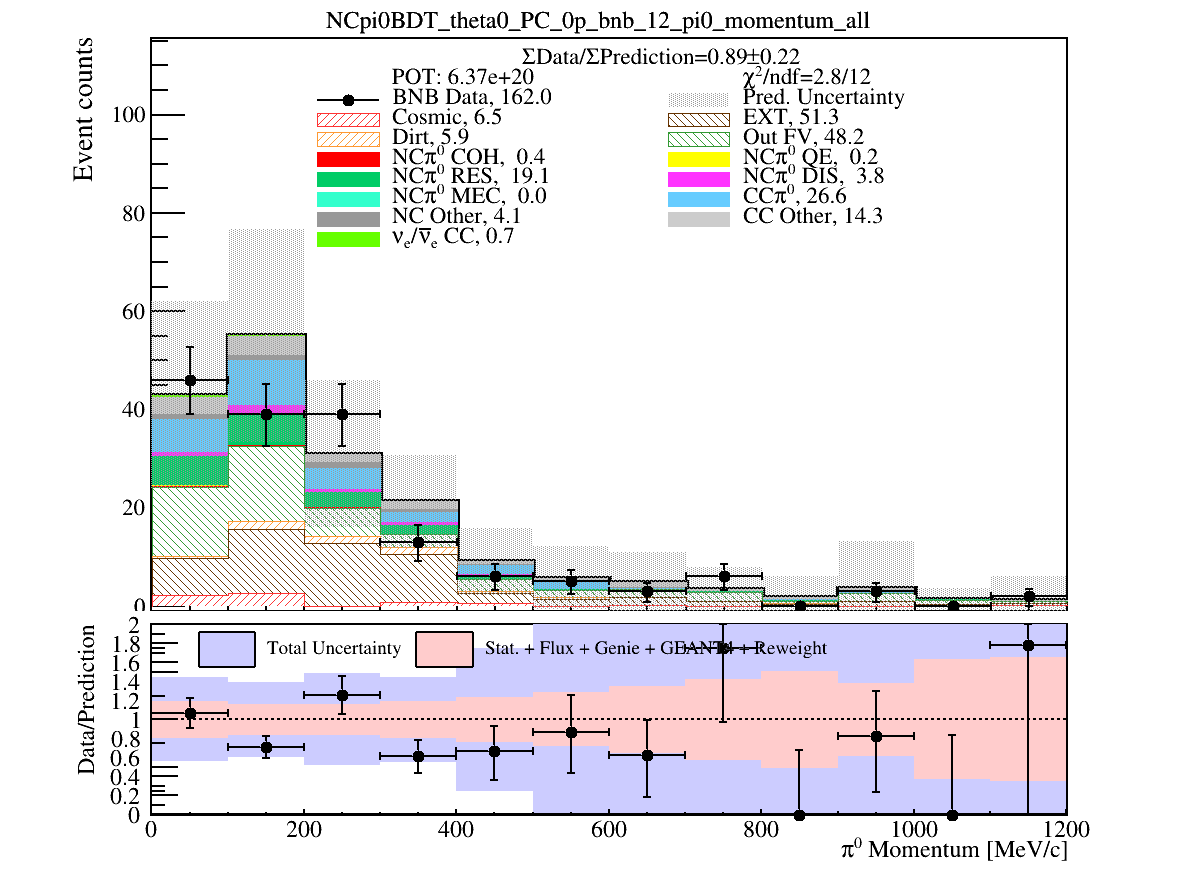 NCpi0BDT_theta0_PC_0p_bnb_12_pi0_momentum_all
ΣData/ΣPrediction=0.89±0.22
POT: 6.37e+20
χ²/ndf=2.8/12
BNB Data, 162.0
Pred. Uncertainty
Cosmic, 6.5
EXT, 51.3
Dirt, 5.9
Out FV, 48.2
NCπ⁰ COH, 0.4
NCπ⁰ QE, 0.2
NCπ⁰ RES, 19.1
NCπ⁰ DIS, 3.8
NCπ⁰ MEC, 0.0
CCπ⁰, 26.6
NC Other, 4.1
CC Other, 14.3
νₑ/ν̅ₑ CC, 0.7
Event counts
100
80
60
40
20
0
Total Uncertainty
Stat. + Flux + Genie + GEANT4 + Reweight
Data/Prediction
2
1.8
1.6
1.4
1.2
1
0.8
0.6
0.4
0.2
0
0 200 400 600 800 1000 1200
π⁰ Momentum [MeV/c]